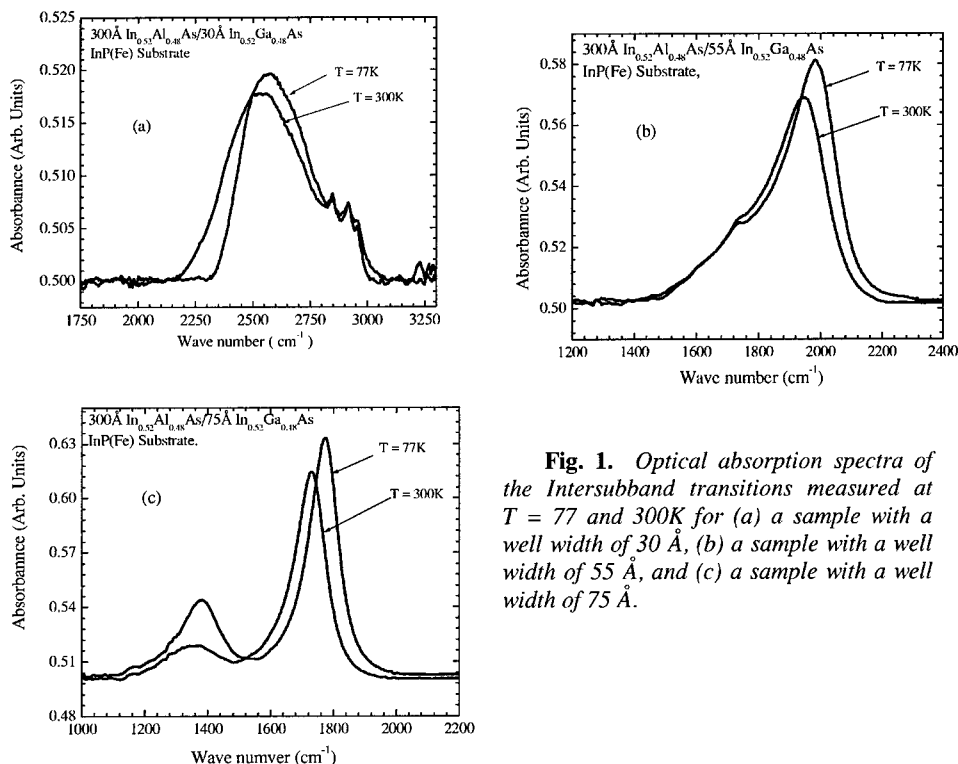 300Å In0.52Al0.48As/30Å In0.52Ga0.48As
InP(Fe) Substrate
T = 77K
T = 300K
(a)
Absorbannce (Arb. Units)
0.525
0.520
0.515
0.510
0.505
0.500
1750 2000 2250 2500 2750 3000 3250
Wave number ( cm-1 )
300Å In0.52Al0.48As/55Å In0.52Ga0.48As
InP(Fe) Substrate,
T = 77K
T = 300K
(b)
Absorbannce (Arb. Units)
0.58
0.56
0.54
0.52
0.50
1200 1400 1600 1800 2000 2200 2400
Wave number (cm-1)
300Å In0.52Al0.48As/75Å In0.52Ga0.48As
InP(Fe) Substrate.
T = 77K
T = 300K
(c)
Absorbannce (Arb. Units)
0.63
0.60
0.57
0.54
0.51
0.48
1000 1200 1400 1600 1800 2000 2200
Wave numver (cm-1)
Fig. 1. Optical absorption spectra of
the Intersubband transitions measured at
T = 77 and 300K for (a) a sample with a
well width of 30 Å, (b) a sample with a well
width of 55 Å, and (c) a sample with a well
width of 75 Å.